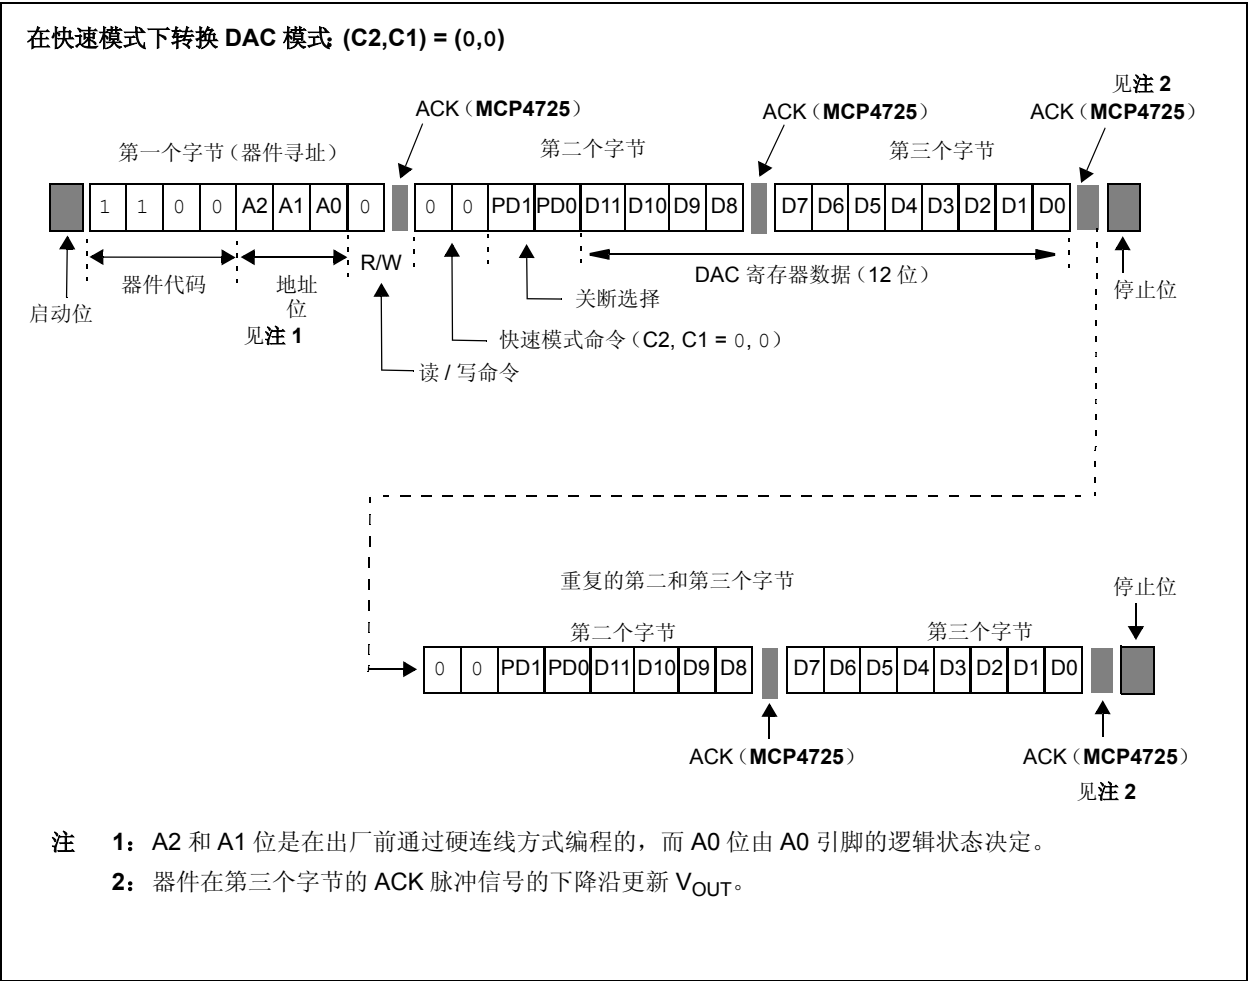 在快速模式下转换 DAC 模式: (C2,C1) = (0,0)
见注 2
ACK（MCP4725）
ACK（MCP4725）
ACK（MCP4725）
第一个字节（器件寻址）
第二个字节
第三个字节
1 1 0 0 A2 A1 A0 0 0 0 PD1 PD0 D11 D10 D9 D8 D7 D6 D5 D4 D3 D2 D1 D0
R/W
器件代码
地址
位
见注 1
启动位
DAC 寄存器数据（12 位）
停止位
关断选择
快速模式命令（C2, C1 = 0, 0）
读 / 写命令
重复的第二和第三个字节
停止位
第二个字节
第三个字节
0 0 PD1 PD0 D11 D10 D9 D8 D7 D6 D5 D4 D3 D2 D1 D0
ACK（MCP4725）
ACK（MCP4725）
见注 2
注 1：A2 和 A1 位是在出厂前通过硬连线方式编程的，而 A0 位由 A0 引脚的逻辑状态决定。
2：器件在第三个字节的 ACK 脉冲信号的下降沿更新 VOUT。